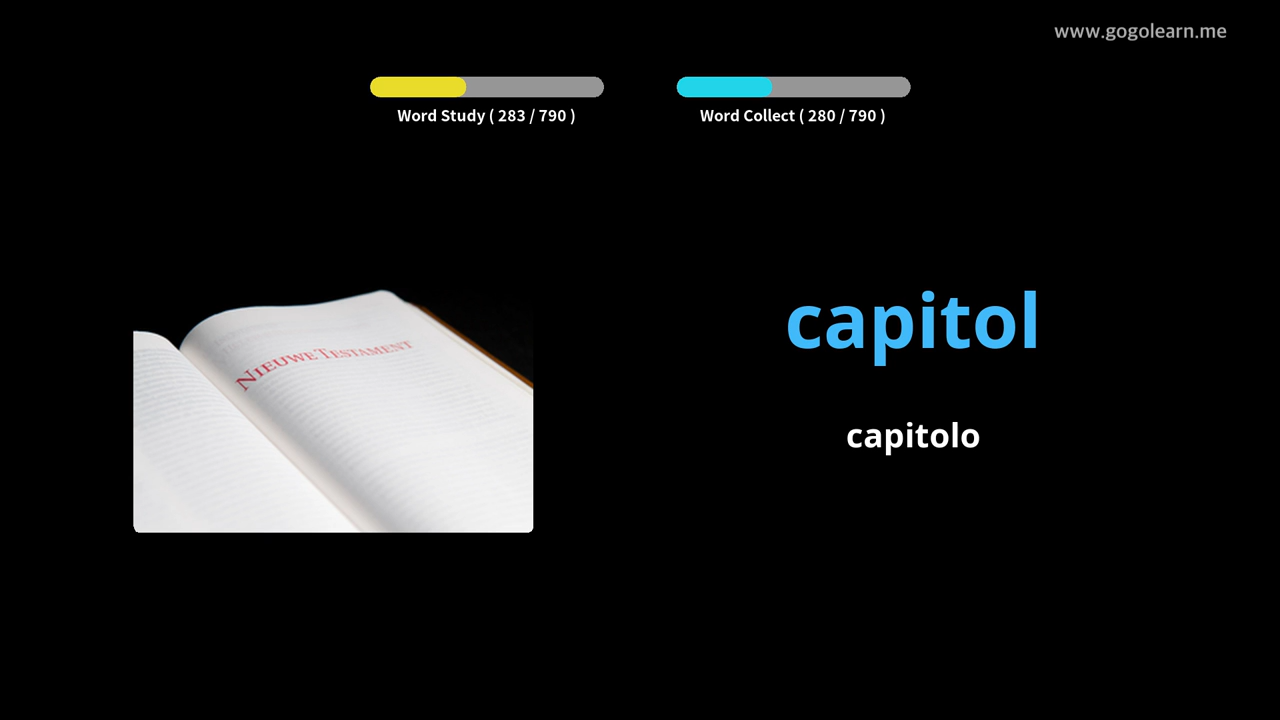 www.gogolearn.me
Word Study ( 283 / 790 )
Word Collect ( 280 / 790 )
NIEUWE TESTAMENT
capitol
capitolo